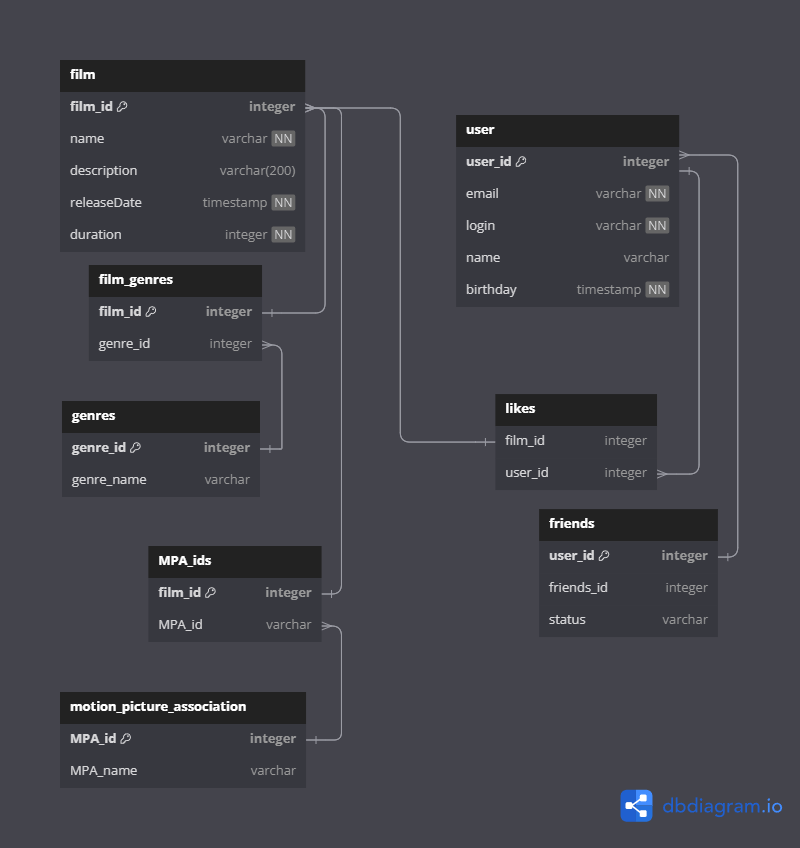 film
film_id integer
name varchar NN
description varchar(200)
releaseDate timestamp NN
duration integer NN
film_genres
film_id integer
genre_id integer
genres
genre_id integer
genre_name varchar
MPA_ids
film_id integer
MPA_id varchar
motion_picture_association
MPA_id integer
MPA_name varchar
user
user_id integer
email varchar NN
login varchar NN
name varchar
birthday timestamp NN
likes
film_id integer
user_id integer
friends
user_id integer
friends_id integer
status varchar
dbdiagram.io